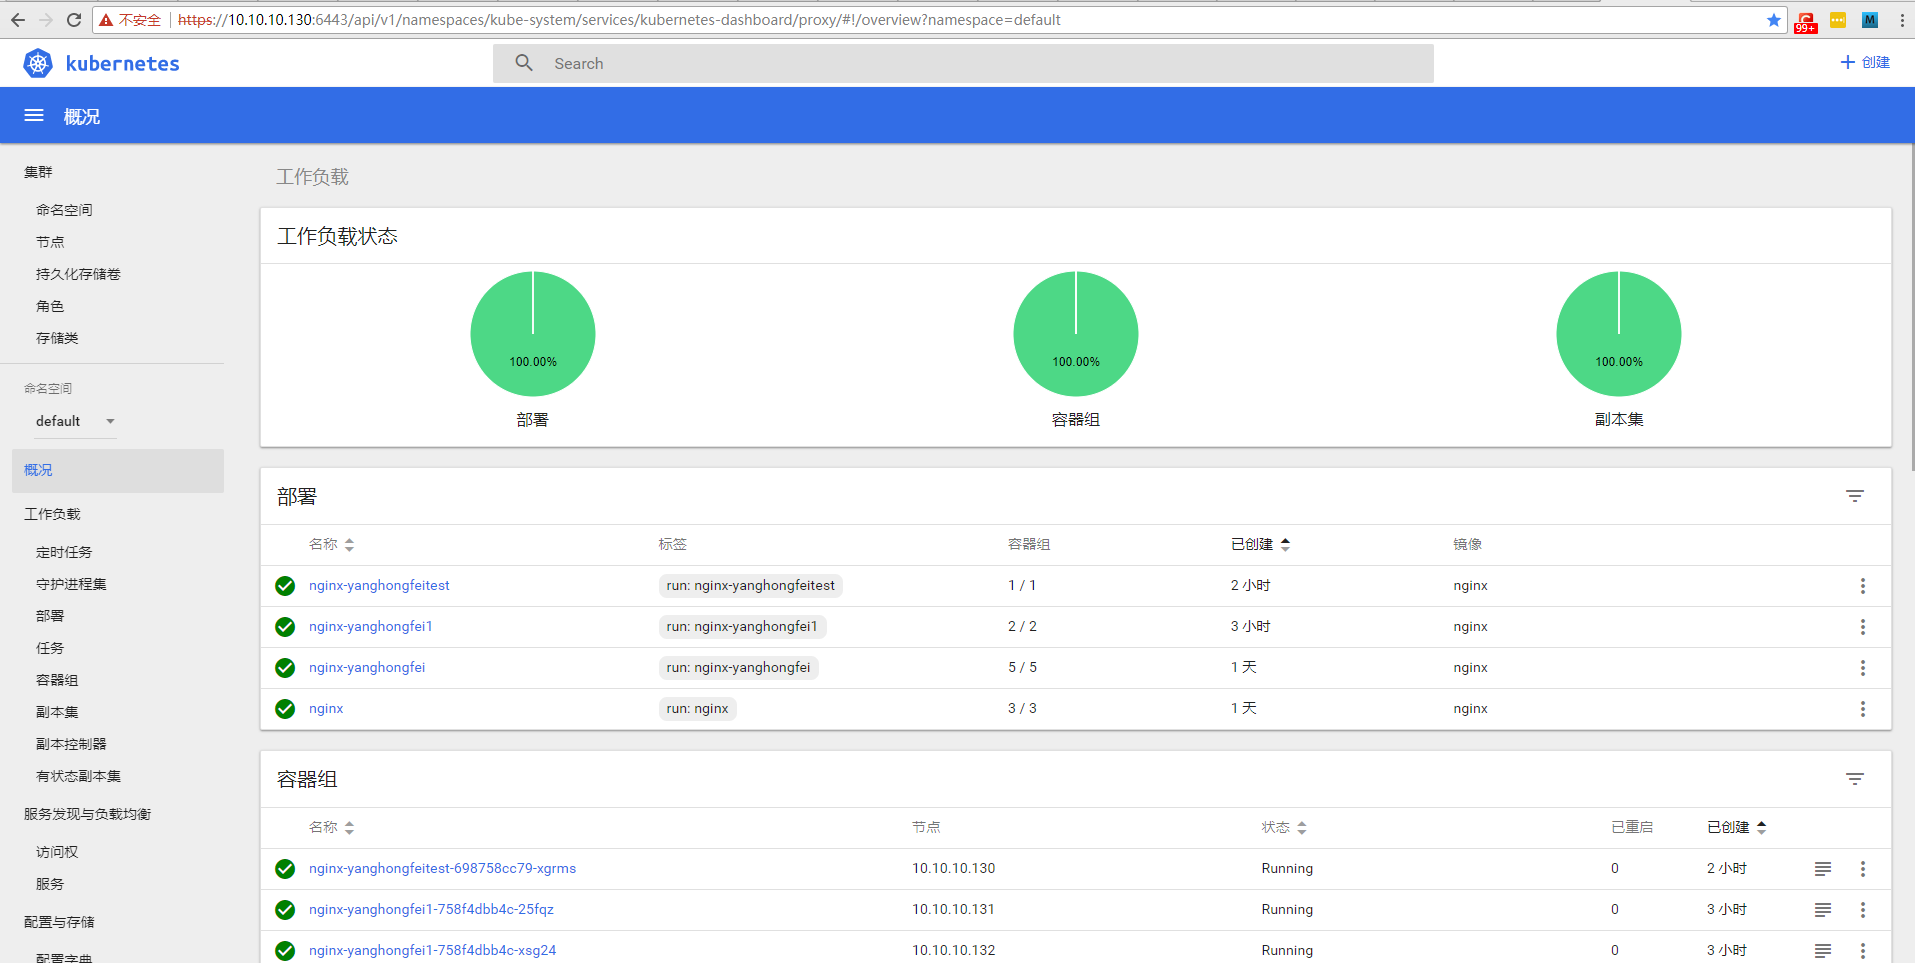 不安全 https://10.10.10.130:6443/api/v1/namespaces/kube-system/services/kubernetes-dashboard/proxy/#!/overview?namespace=default
99+
M
kubernetes
Search
创建
概况
集群
命名空间
节点
持久化存储卷
角色
存储类
命名空间
default
概况
工作负载
定时任务
守护进程集
部署
任务
容器组
副本集
副本控制器
有状态副本集
服务发现与负载均衡
访问权
服务
配置与存储
配置字典
工作负载
工作负载状态
100.00% 100.00% 100.00%
部署 容器组 副本集
部署
名称 标签 容器组 已创建 镜像
nginx-yanghongfeitest run: nginx-yanghongfeitest 1 / 1 2 小时 nginx
nginx-yanghongfei1 run: nginx-yanghongfei1 2 / 2 3 小时 nginx
nginx-yanghongfei run: nginx-yanghongfei 5 / 5 1 天 nginx
nginx run: nginx 3 / 3 1 天 nginx
容器组
名称 节点 状态 已重启 已创建
nginx-yanghongfeitest-698758cc79-xgrms 10.10.10.130 Running 0 2 小时
nginx-yanghongfei1-758f4dbb4c-25fqz 10.10.10.131 Running 0 3 小时
nginx-yanghongfei1-758f4dbb4c-xsg24 10.10.10.132 Running 0 3 小时